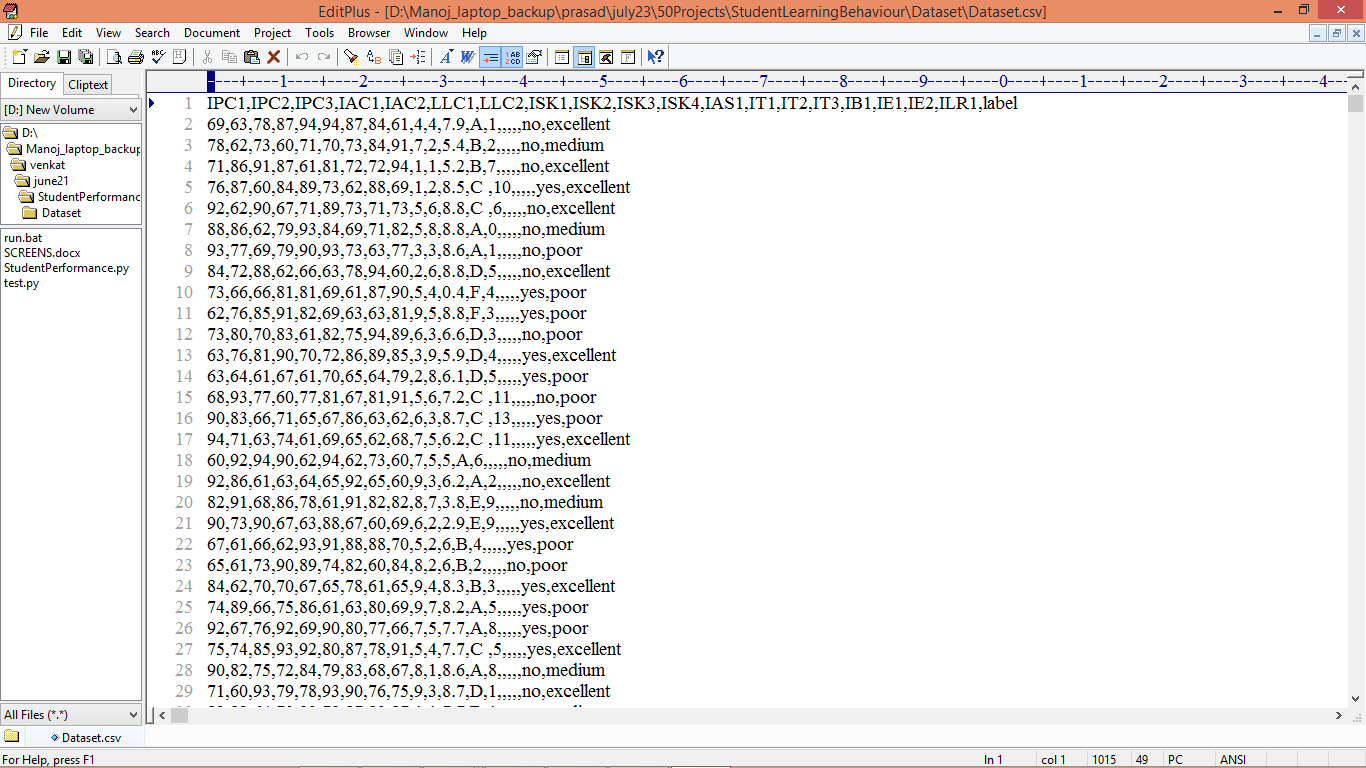 EditPlus - [D:\Manoj_laptop_backup\prasad\july23\50Projects\StudentLearningBehaviour\Dataset\Dataset.csv]
File Edit View Search Document Project Tools Browser Window Help
Directory Cliptext
[D:] New Volume
D:\
Manoj_laptop_backup
venkat
june21
StudentPerformanc
Dataset
run.bat
SCREENS.docx
StudentPerformance.py
test.py
All Files (*.*)
----+----1----+----2----+----3----+----4----+----5----+----6----+----7----+----8----+----9----+----0----+----1----+----2----+----3----+----4--
1 IPC1,IPC2,IPC3,IAC1,IAC2,LLC1,LLC2,ISK1,ISK2,ISK3,ISK4,IAS1,IT1,IT2,IT3,IB1,IE1,IE2,ILR1,label
2 69,63,78,87,94,94,87,84,61,4,4,7.9,A,1,,,,,no,excellent
3 78,62,73,60,71,70,73,84,91,7,2,5.4,B,2,,,,,no,medium
4 71,86,91,87,61,81,72,72,94,1,1,5.2,B,7,,,,,no,excellent
5 76,87,60,84,89,73,62,88,69,1,2,8.5,C ,10,,,,,yes,excellent
6 92,62,90,67,71,89,73,71,73,5,6,8.8,C ,6,,,,,no,excellent
7 88,86,62,79,93,84,69,71,82,5,8,8.8,A,0,,,,,no,medium
8 93,77,69,79,90,93,73,63,77,3,3,8.6,A,1,,,,,no,poor
9 84,72,88,62,66,63,78,94,60,2,6,8.8,D,5,,,,,no,excellent
10 73,66,66,81,81,69,61,87,90,5,4,0.4,F,4,,,,,yes,poor
11 62,76,85,91,82,69,63,63,81,9,5,8.8,F,3,,,,,yes,poor
12 73,80,70,83,61,82,75,94,89,6,3,6.6,D,3,,,,,no,poor
13 63,76,81,90,70,72,86,89,85,3,9,5.9,D,4,,,,,yes,excellent
14 63,64,61,67,61,70,65,64,79,2,8,6.1,D,5,,,,,yes,poor
15 68,93,77,60,77,81,67,81,91,5,6,7.2,C ,11,,,,,no,poor
16 90,83,66,71,65,67,86,63,62,6,3,8.7,C ,13,,,,,yes,poor
17 94,71,63,74,61,69,65,62,68,7,5,6.2,C ,11,,,,,yes,excellent
18 60,92,94,90,62,94,62,73,60,7,5,5,A,6,,,,,no,medium
19 92,86,61,63,64,65,92,65,60,9,3,6.2,A,2,,,,,no,excellent
20 82,91,68,86,78,61,91,82,82,8,7,3.8,E,9,,,,,no,medium
21 90,73,90,67,63,88,67,60,69,6,2,2.9,E,9,,,,,yes,excellent
22 67,61,66,62,93,91,88,88,70,5,2,6,B,4,,,,,yes,poor
23 65,61,73,90,89,74,82,60,84,8,2,6,B,2,,,,,no,poor
24 84,62,70,70,67,65,78,61,65,9,4,8.3,B,3,,,,,yes,excellent
25 74,89,66,75,86,61,63,80,69,9,7,8.2,A,5,,,,,yes,poor
26 92,67,76,92,69,90,80,77,66,7,5,7.7,A,8,,,,,yes,poor
27 75,74,85,93,92,80,87,78,91,5,4,7.7,C ,5,,,,,yes,excellent
28 90,82,75,72,84,79,83,68,67,8,1,8.6,A,8,,,,,no,medium
29 71,60,93,79,78,93,90,76,75,9,3,8.7,D,1,,,,,no,excellent
Dataset.csv
For Help, press F1 ln 1 col 1 1015 49 PC ANSI